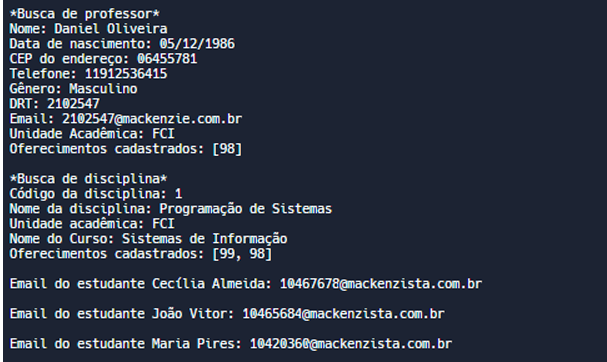 *Busca de professor*
Nome: Daniel Oliveira
Data de nascimento: 05/12/1986
CEP do endereço: 06455781
Telefone: 11912536415
Gênero: Masculino
DRT: 2102547
Email: 2102547@mackenzie.com.br
Unidade Acadêmica: FCI
Oferecimentos cadastrados: [98]
*Busca de disciplina*
Código da disciplina: 1
Nome da disciplina: Programação de Sistemas
Unidade acadêmica: FCI
Nome do Curso: Sistemas de Informação
Oferecimentos cadastrados: [99, 98]
Email do estudante Cecília Almeida: 10467678@mackenzista.com.br
Email do estudante João Vitor: 10465684@mackenzista.com.br
Email do estudante Maria Pires: 10420360@mackenzista.com.br